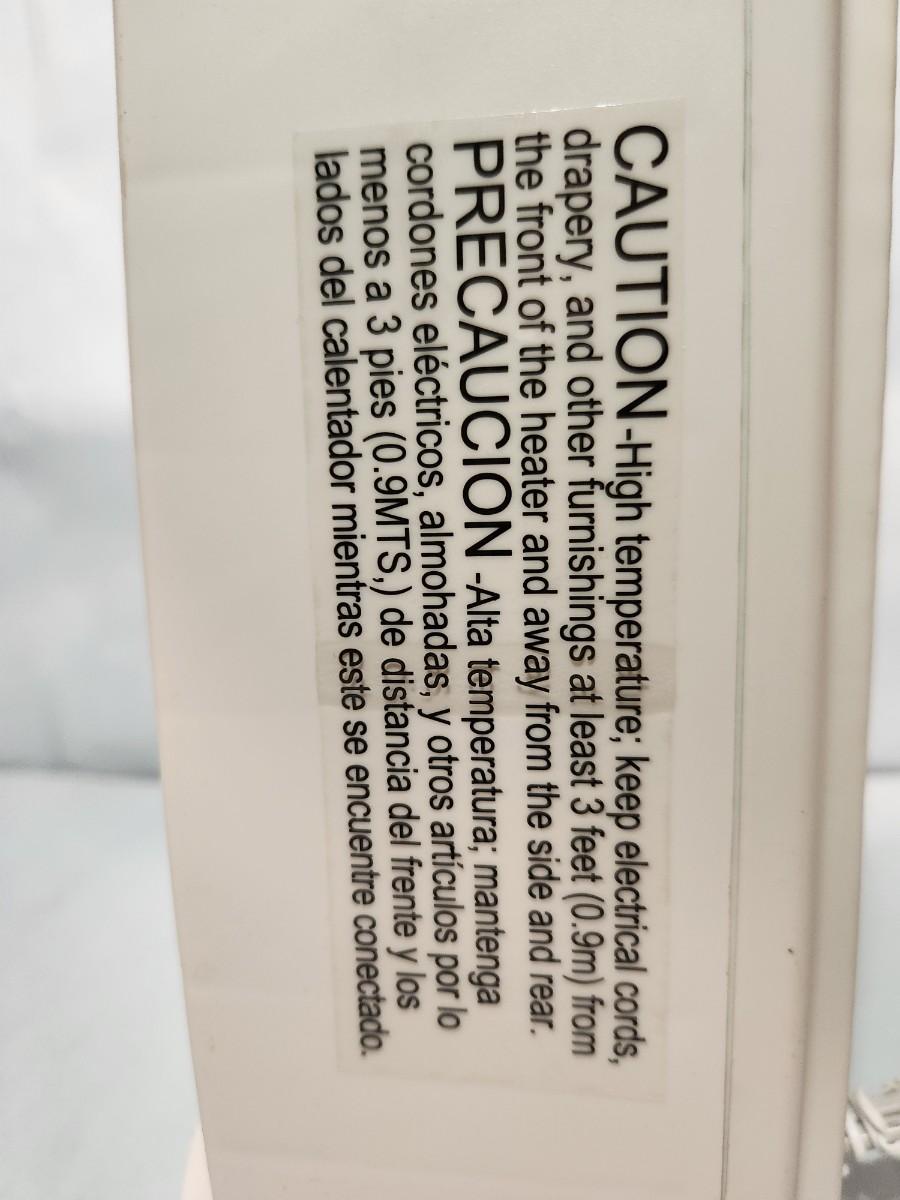 CAUTION-High temperature; keep electrical cords,
drapery, and other furnishings at least 3 feet (0.9m) from
the front of the heater and away from the side and rear.
PRECAUCION -Alta temperatura; mantenga
cordones eléctricos, almohadas, y otros artículos por lo
menos a 3 pies (0.9MTS,) de distancia del frente y los
lados del calentador mientras este se encuentre conectado.